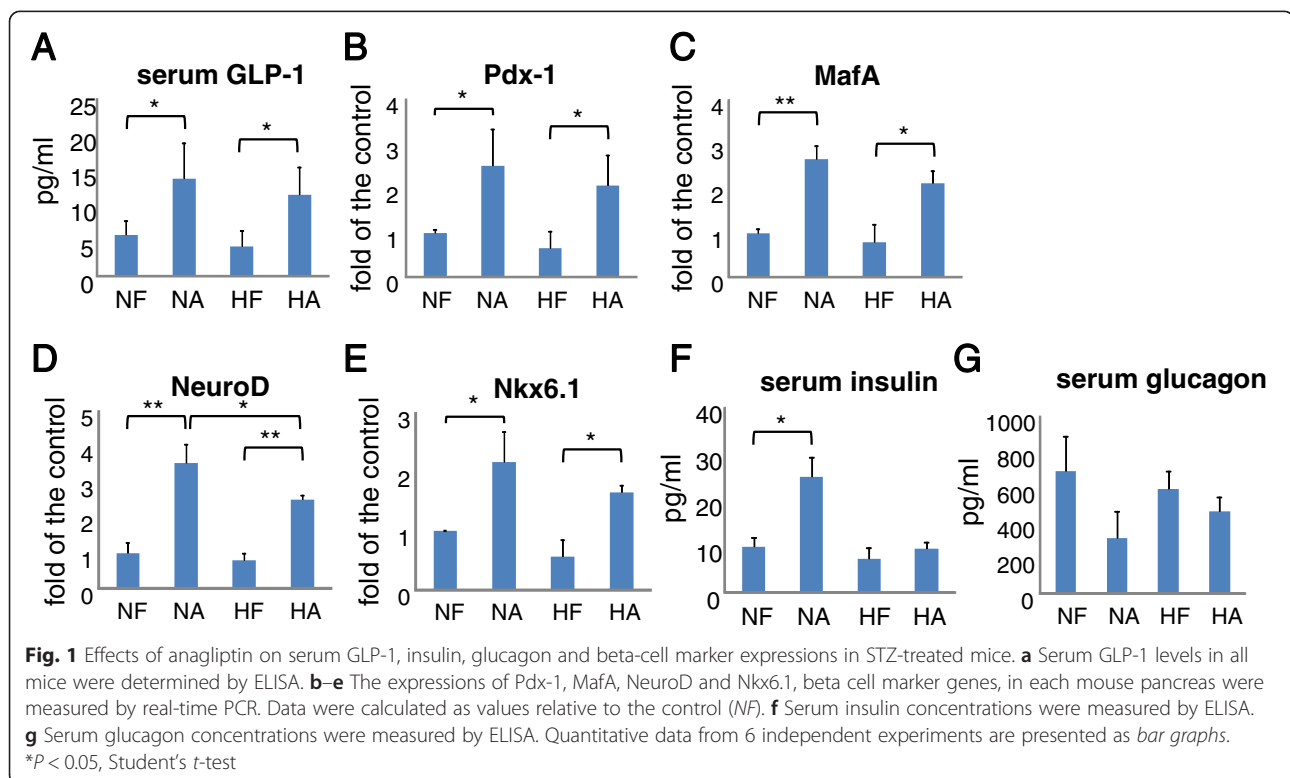 A
serum GLP-1
pg/ml
25
20
15
10
5
0
*
*
NF NA HF HA
B
Pdx-1
fold of the control
4
3
2
1
0
*
*
NF NA HF HA
C
MafA
fold of the control
4
3
2
1
0
**
*
NF NA HF HA
D
NeuroD
fold of the control
5
4
3
2
1
0
**
*
**
NF NA HF HA
E
Nkx6.1
fold of the control
3
2
1
0
*
*
NF NA HF HA
F
serum insulin
pg/ml
40
30
20
10
0
*
NF NA HF HA
G
serum glucagon
pg/ml
1000
800
600
400
200
0
NF NA HF HA
Fig. 1 Effects of anagliptin on serum GLP-1, insulin, glucagon and beta-cell marker expressions in STZ-treated mice. a Serum GLP-1 levels in all
mice were determined by ELISA. b–e The expressions of Pdx-1, MafA, NeuroD and Nkx6.1, beta cell marker genes, in each mouse pancreas were
measured by real-time PCR. Data were calculated as values relative to the control (NF). f Serum insulin concentrations were measured by ELISA.
g Serum glucagon concentrations were measured by ELISA. Quantitative data from 6 independent experiments are presented as bar graphs.
*P < 0.05, Student's t-test